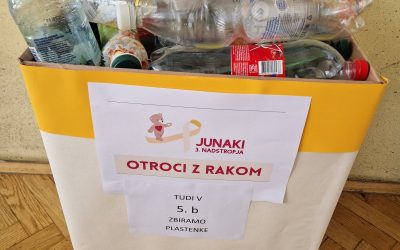 JUNAKI
3. NADSTROPJA
OTROCI Z RAKOM
TUDI V
5. b
ZBIRAMO
PLASTENKE